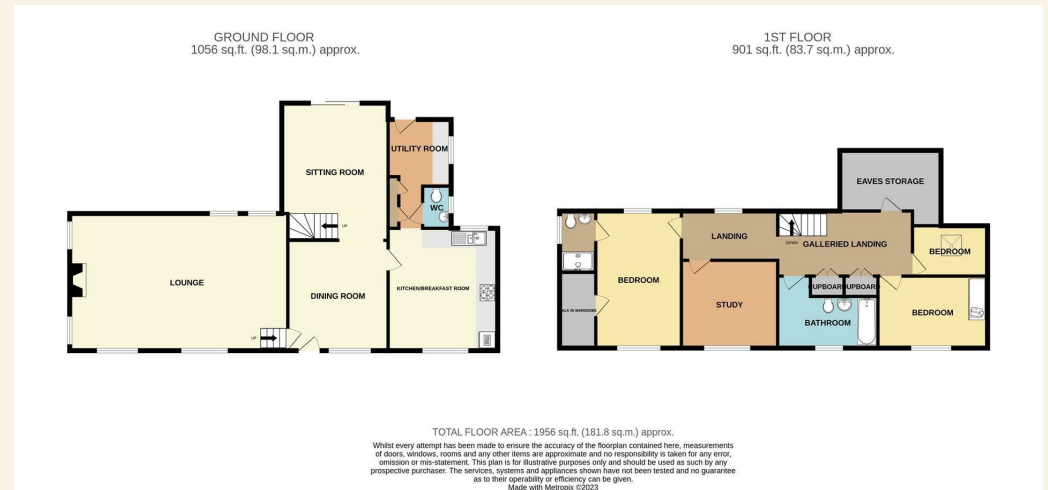 GROUND FLOOR
1056 sq.ft. (98.1 sq.m.) approx.
SITTING ROOM
UP
UTILITY ROOM
WC
LOUNGE
UP
DINING ROOM
KITCHEN/BREAKFAST ROOM
1ST FLOOR
901 sq.ft. (83.7 sq.m.) approx.
EAVES STORAGE
LANDING
DOWN
GALLERIED LANDING
BEDROOM
BEDROOM
WALK IN WARDROBE
STUDY
UPBOARD
UPBOARD
BATHROOM
BEDROOM
TOTAL FLOOR AREA : 1956 sq.ft. (181.8 sq.m.) approx.
Whilst every attempt has been made to ensure the accuracy of the floorplan contained here, measurements
of doors, windows, rooms and any other items are approximate and no responsibility is taken for any error,
omission or mis-statement. This plan is for illustrative purposes only and should be used as such by any
prospective purchaser. The services, systems and appliances shown have not been tested and no guarantee
as to their operability or efficiency can be given.
Made with Metropix ©2023